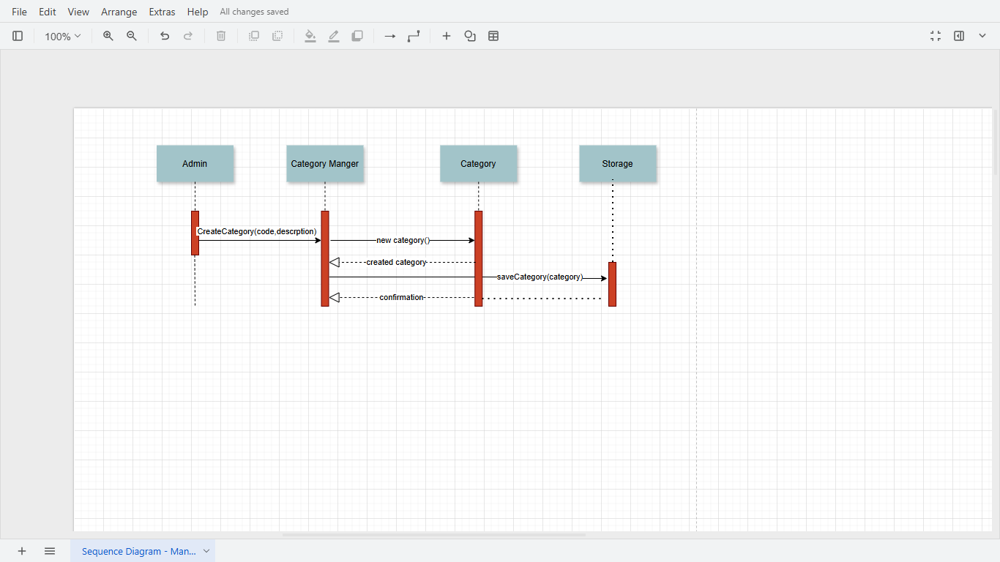 File Edit View Arrange Extras Help All changes saved
100%
Admin
Category Manger
Category
Storage
CreateCategory(code,descrption)
new category()
created category
saveCategory(category)
confirmation
Sequence Diagram - Man...